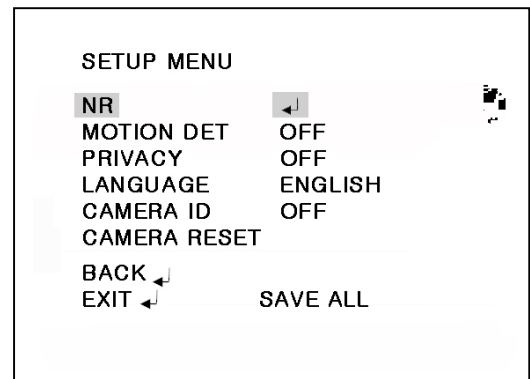 SETUP MENU
NR ↲
MOTION DET OFF
PRIVACY OFF
LANGUAGE ENGLISH
CAMERA ID OFF
CAMERA RESET
BACK ↲
EXIT ↲ SAVE ALL